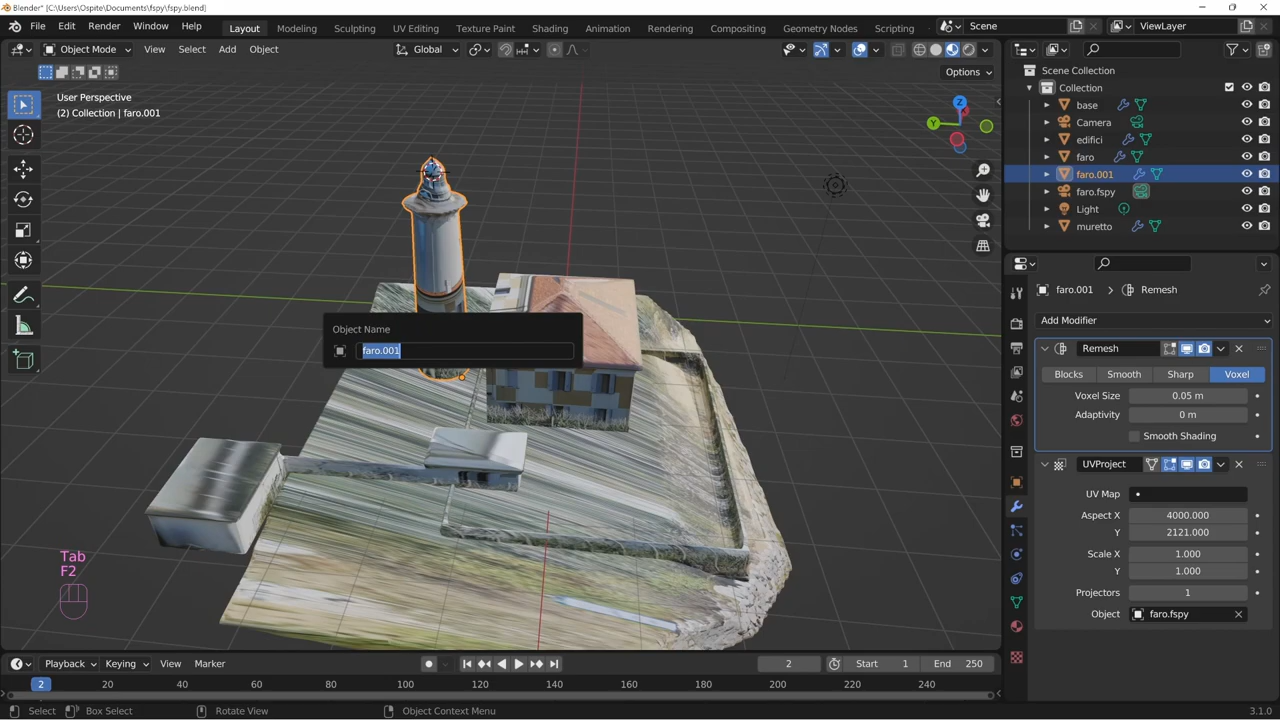 Blender* [C:\Users\Ospite\Documents\fspy\fspy.blend]
File Edit Render Window Help
Layout Modeling Sculpting UV Editing Texture Paint Shading Animation Rendering Compositing Geometry Nodes Scripting
Scene
ViewLayer
Object Mode View Select Add Object
Global
Options
User Perspective
(2) Collection | faro.001
Z
Y
Scene Collection
Collection
base
Camera
edifici
faro
faro.001
faro.fspy
Light
muretto
Object Name
faro.001
faro.001 > Remesh
Add Modifier
Remesh
Blocks Smooth Sharp Voxel
Voxel Size 0.05 m
Adaptivity 0 m
Smooth Shading
UVProject
UV Map
Aspect X 4000.000
Y 2121.000
Scale X 1.000
Y 1.000
Projectors 1
Object faro.fspy
Tab
F2
Playback Keying View Marker
2
Start 1
End 250
2 20 40 60 80 100 120 140 160 180 200 220 240
Select Box Select Rotate View Object Context Menu
3.1.0